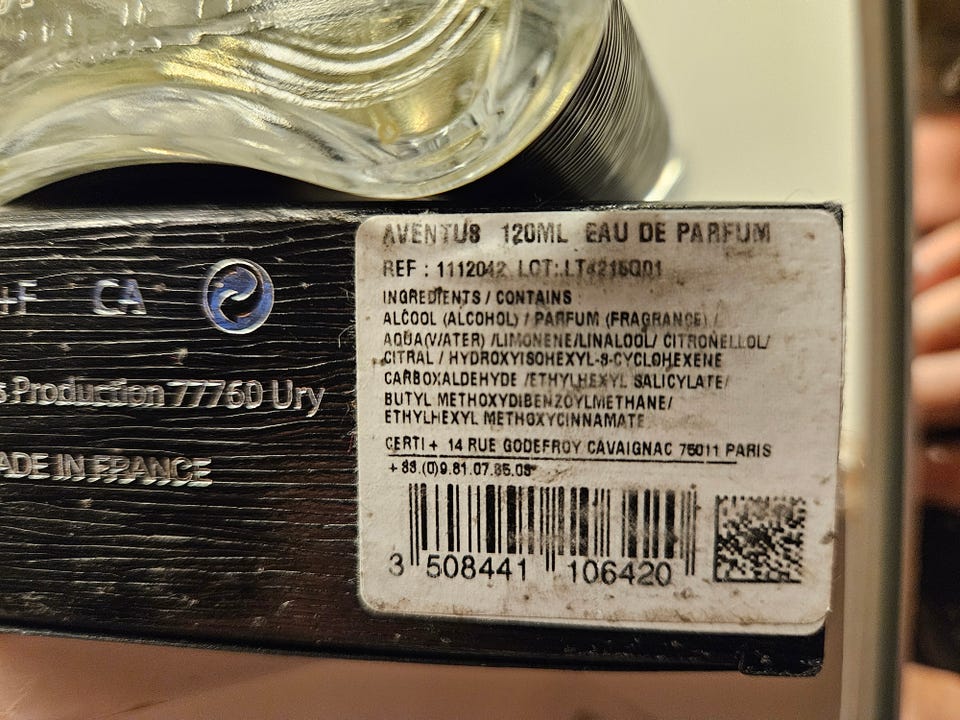 +F CA
s Production 77760 Ury
ADE IN FRANCE
AVENTUS 120ML EAU DE PARFUM
REF : 1112042 LOT:.LT4215Q01
INGREDIENTS / CONTAINS
ALCOOL (ALCOHOL) / PARFUM (FRAGRANCE) /
AQUA(WATER) /LIMONENE/LINALOOL/ CITRONELLOL/
CITRAL / HYDROXYISOHEXYL-3-CYCLOHEXENE
CARBOXALDEHYDE /ETHYLHEXYL SALICYLATE/
BUTYL METHOXYDIBENZOYLMETHANE/
ETHYLHEXYL METHOXYCINNAMATE
CERTI + 14 RUE GODEFROY CAVAIGNAC 75011 PARIS
+ 33.(0)9.81.07.85.03
3 508441 106420